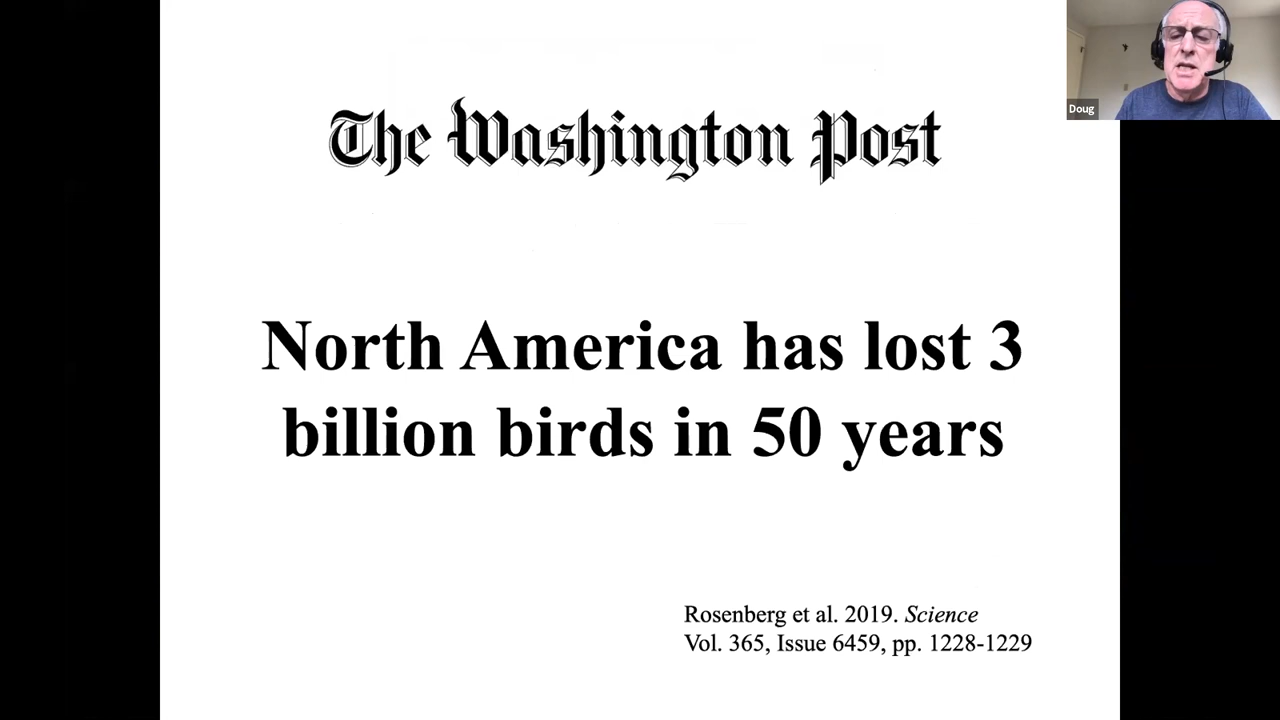 The Washington Post
Doug
North America has lost 3
billion birds in 50 years
Rosenberg et al. 2019. Science
Vol. 365, Issue 6459, pp. 1228-1229